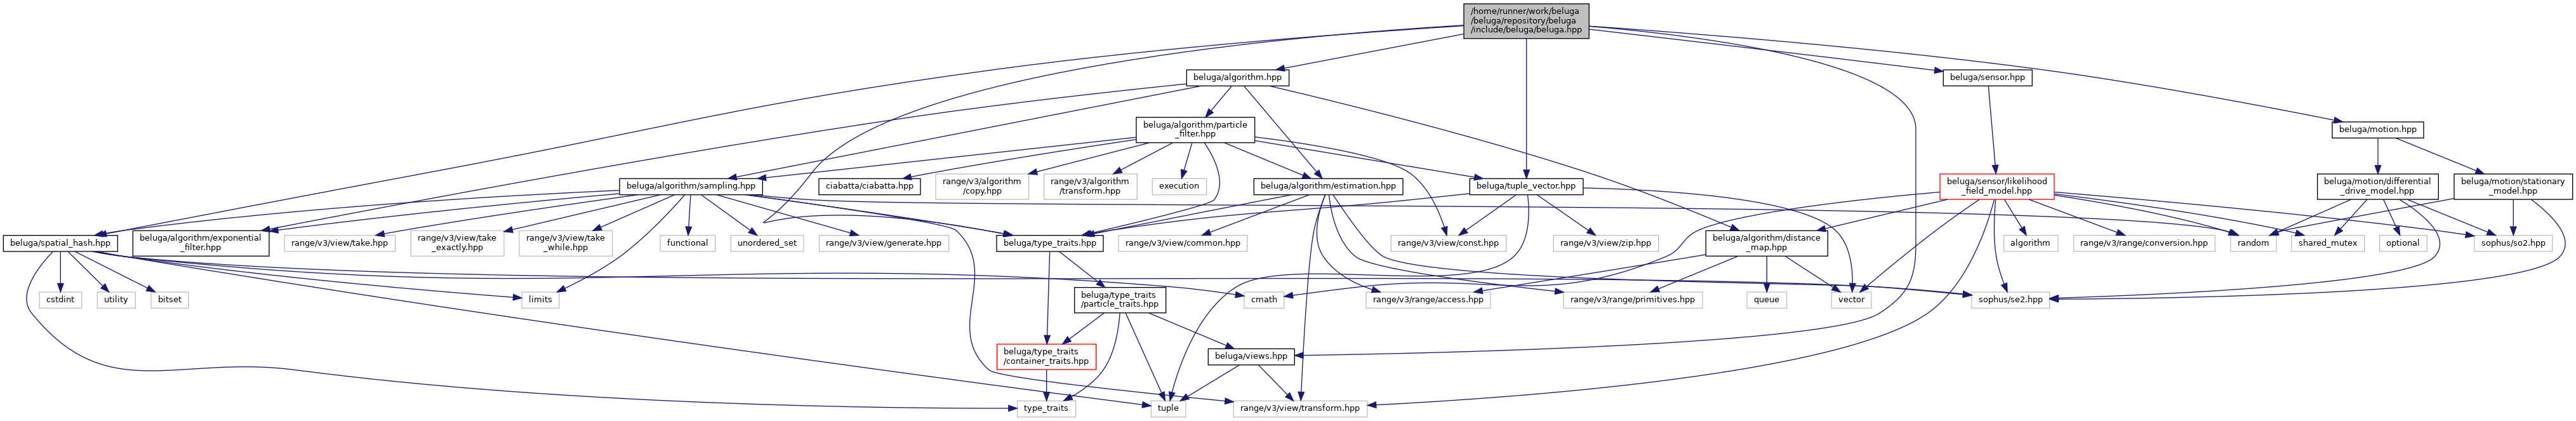 /home/runner/work/beluga
/beluga/repository/beluga
/include/beluga/beluga.hpp
beluga/algorithm.hpp
beluga/sensor.hpp
beluga/motion.hpp
beluga/algorithm/particle
_filter.hpp
beluga/algorithm/sampling.hpp
ciabatta/ciabatta.hpp
range/v3/algorithm
/copy.hpp
range/v3/algorithm
/transform.hpp
execution
beluga/algorithm/estimation.hpp
beluga/tuple_vector.hpp
beluga/sensor/likelihood
_field_model.hpp
beluga/motion/differential
_drive_model.hpp
beluga/motion/stationary
_model.hpp
beluga/spatial_hash.hpp
beluga/algorithm/exponential
_filter.hpp
range/v3/view/take.hpp
range/v3/view/take
_exactly.hpp
range/v3/view/take
_while.hpp
functional
unordered_set
range/v3/view/generate.hpp
beluga/type_traits.hpp
range/v3/view/common.hpp
range/v3/view/const.hpp
range/v3/view/zip.hpp
beluga/algorithm/distance
_map.hpp
algorithm
range/v3/range/conversion.hpp
random
shared_mutex
optional
sophus/so2.hpp
cstdint
utility
bitset
limits
beluga/type_traits
/particle_traits.hpp
cmath
range/v3/range/access.hpp
range/v3/range/primitives.hpp
queue
vector
sophus/se2.hpp
beluga/type_traits
/container_traits.hpp
beluga/views.hpp
type_traits
tuple
range/v3/view/transform.hpp